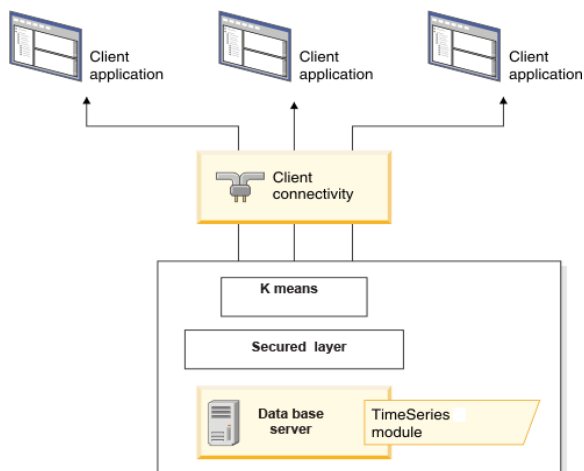 Client
application
Client
application
Client
application
Client
connectivity
K means
Secured layer
Data base
server
TimeSeries
module